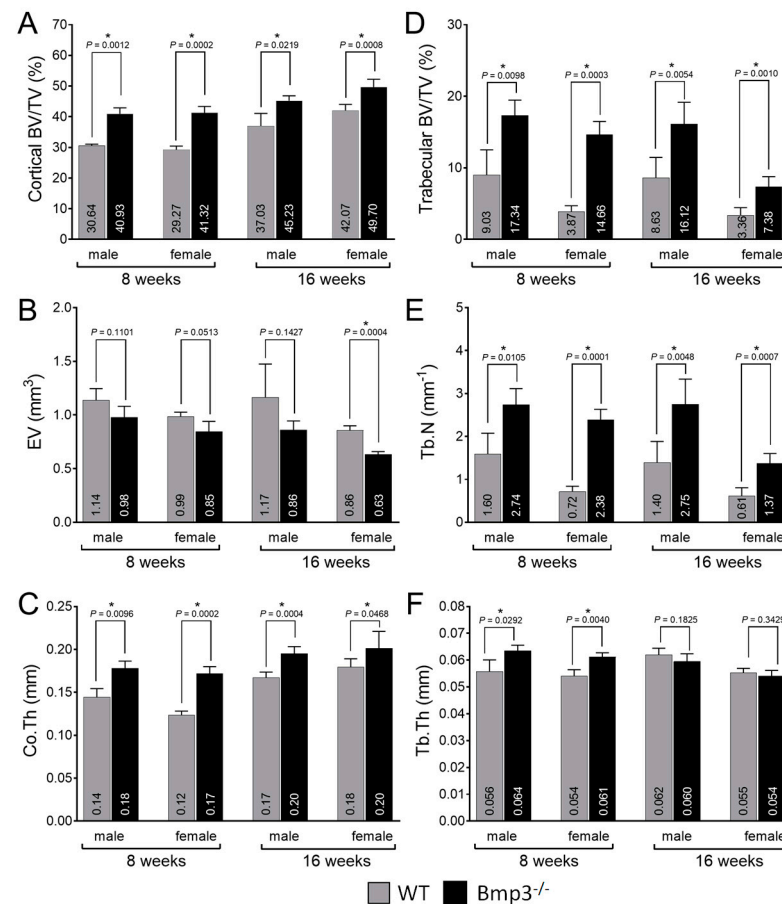 A
Cortical BV/TV (%)
70
60
50
40
30
20
10
0
* * * *
P = 0.0012 P = 0.0002 P = 0.0219 P = 0.0008
30.64 40.93 29.27 41.32 37.03 45.23 42.07 49.70
male female male female
8 weeks 16 weeks
B
EV (mm³)
2.0
1.5
1.0
0.5
0.0
*
P = 0.1101 P = 0.0513 P = 0.1427 P = 0.0004
1.14 0.98 0.99 0.85 1.17 0.86 0.86 0.63
male female male female
8 weeks 16 weeks
C
Co.Th (mm)
0.25
0.20
0.15
0.10
0.05
0.00
* * * *
P = 0.0096 P = 0.0002 P = 0.0004 P = 0.0468
0.14 0.18 0.12 0.17 0.17 0.20 0.18 0.20
male female male female
8 weeks 16 weeks
D
Trabecular BV/TV (%)
30
20
10
0
* * * *
P = 0.0098 P = 0.0003 P = 0.0054 P = 0.0010
9.03 17.34 3.87 14.66 8.63 16.12 3.36 7.38
male female male female
8 weeks 16 weeks
E
Tb.N (mm⁻¹)
5
4
3
2
1
0
* * * *
P = 0.0105 P = 0.0001 P = 0.0048 P = 0.0007
1.60 2.74 0.72 2.38 1.40 2.75 0.61 1.37
male female male female
8 weeks 16 weeks
F
Tb.Th (mm)
0.08
0.07
0.06
0.05
0.04
0.03
0.02
0.01
0.00
* *
P = 0.0292 P = 0.0040 P = 0.1825 P = 0.3429
0.056 0.064 0.054 0.061 0.062 0.060 0.055 0.054
male female male female
8 weeks 16 weeks
WT Bmp3⁻/⁻